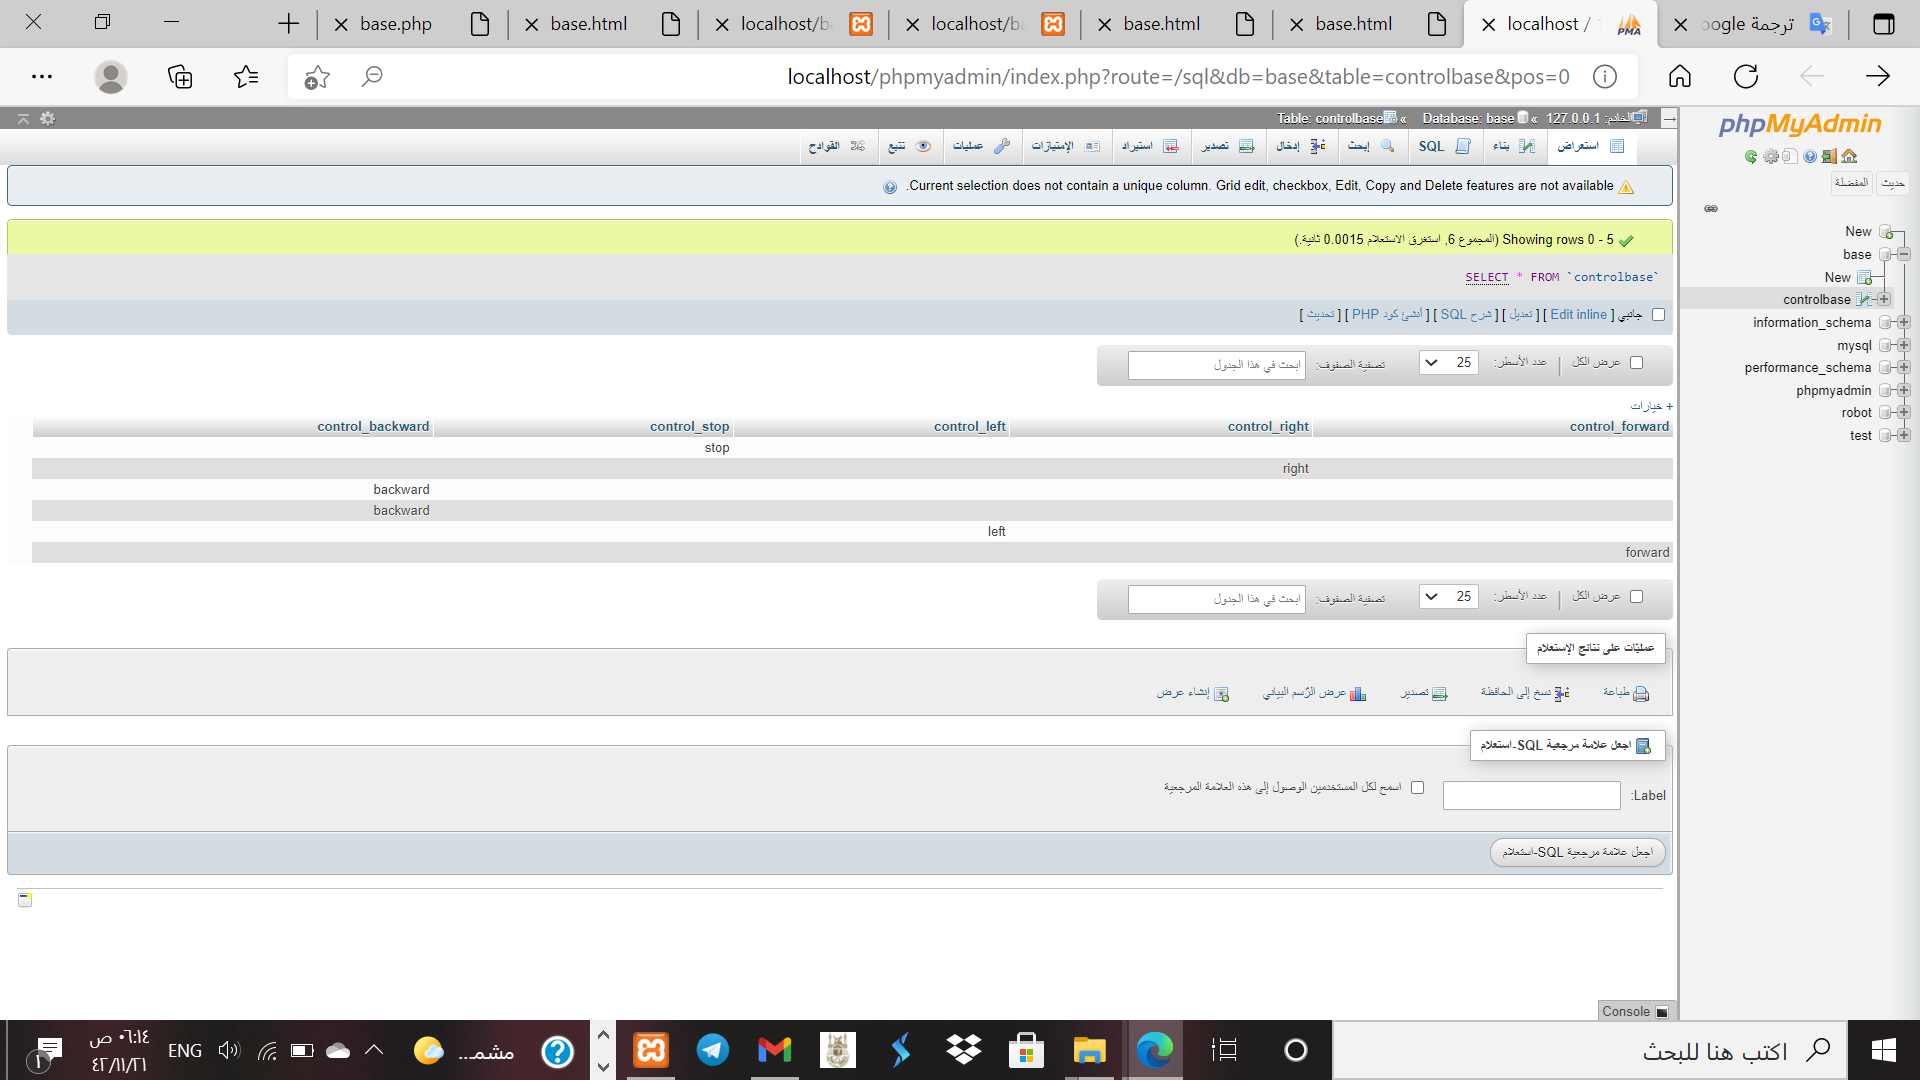 base.php
base.html
localhost/b
localhost/ba
base.html
base.html
localhost /
ترجمة oogle
localhost/phpmyadmin/index.php?route=/sql&db=base&table=controlbase&pos=0
الخادم: 127.0.0.1 » Database: base » Table: controlbase
phpMyAdmin
استعراض
بناء
SQL
إبحث
إدخال
تصدير
استيراد
الإمتيازات
عمليات
تتبع
القوادح
حديث
المفضلة
Current selection does not contain a unique column. Grid edit, checkbox, Edit, Copy and Delete features are not available.
Showing rows 0 - 5 (المجموع 6, استغرق الاستعلام 0.0015 ثانية.)
SELECT * FROM `controlbase`
جانبي [ Edit inline ] [ تعديل ] [ شرح SQL ] [ أنشئ كود PHP ] [ تحديث ]
عرض الكل
عدد الأسطر:
25
تصفية الصفوف:
ابحث في هذا الجدول
+ خيارات
control_forward control_right control_left control_stop control_backward
stop
right
backward
backward
left
forward
عرض الكل
عدد الأسطر:
25
تصفية الصفوف:
ابحث في هذا الجدول
عمليّات على نتائج الإستعلام
طباعة
نسخ إلى الحافظة
تصدير
عرض الرّسم البياني
إنشاء عرض
اجعل علامة مرجعية SQL-استعلام
Label:
اسمح لكل المستخدمين الوصول إلى هذه العلامة المرجعية
اجعل علامة مرجعية SQL-استعلام
Console
New
base
New
controlbase
information_schema
mysql
performance_schema
phpmyadmin
robot
test
اكتب هنا للبحث
مشمـ...
ENG
٠٦:١٤ ص
٤٢/١١/٢١
١